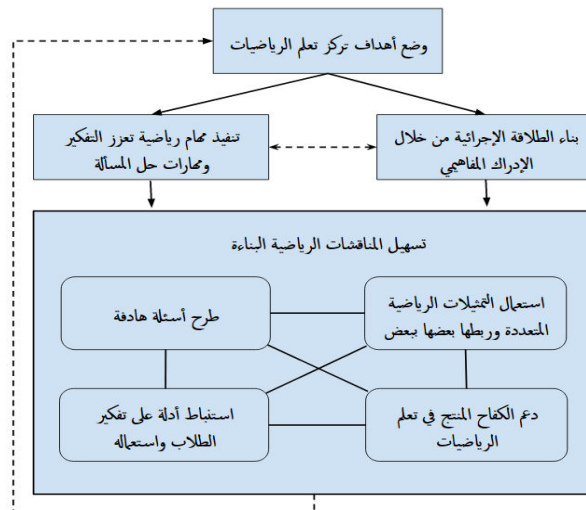 وضع أهداف تركز تعلم الرياضيات
بناء الطلاقة الإجرائية من خلال
الإدراك المفاهيمي
تنفيذ مهام رياضية تعزز التفكير
ومهارات حل المسألة
تسهيل المناقشات الرياضية البناءة
استعمال التمثيلات الرياضية
المتعددة وربطها بعضها ببعض
طرح أسئلة هادفة
دعم الكفاح المنتج في تعلم
الرياضيات
استنباط أدلة على تفكير
الطلاب واستعماله